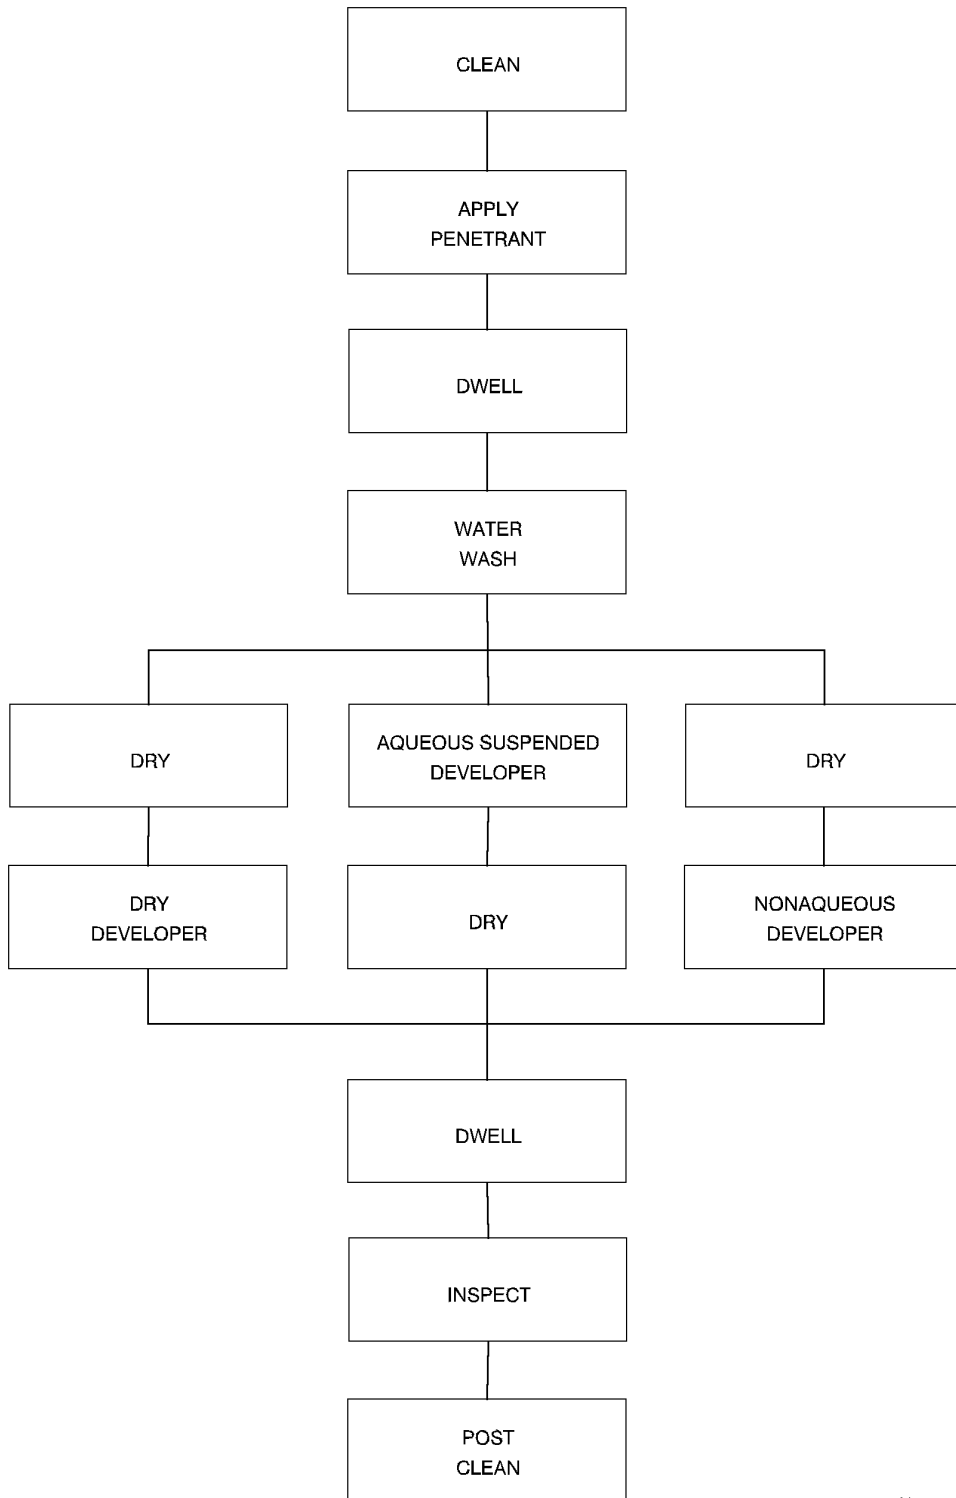 CLEAN
APPLY
PENETRANT
DWELL
WATER
WASH
DRY
AQUEOUS SUSPENDED
DEVELOPER
DRY
DRY
DEVELOPER
DRY
NONAQUEOUS
DEVELOPER
DWELL
INSPECT
POST
CLEAN